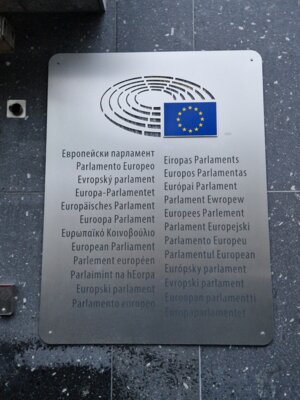 Европейски парламент
Parlamento Europeo
Evropský parlament
Europa-Parlamentet
Europäisches Parlament
Euroopa Parlament
Ευρωπαϊκό Κοινοβούλιο
European Parliament
Parlement européen
Parlaimint na hEorpa
Europski parlament
Parlamento europeo
Eiropas Parlaments
Europos Parlamentas
Európai Parlament
Parlament Ewropew
Europees Parlement
Parlament Europejski
Parlamento Europeu
Parlamentul European
Európsky parlament
Evropski parlament
Euroopan parlamentti
Europaparlamentet